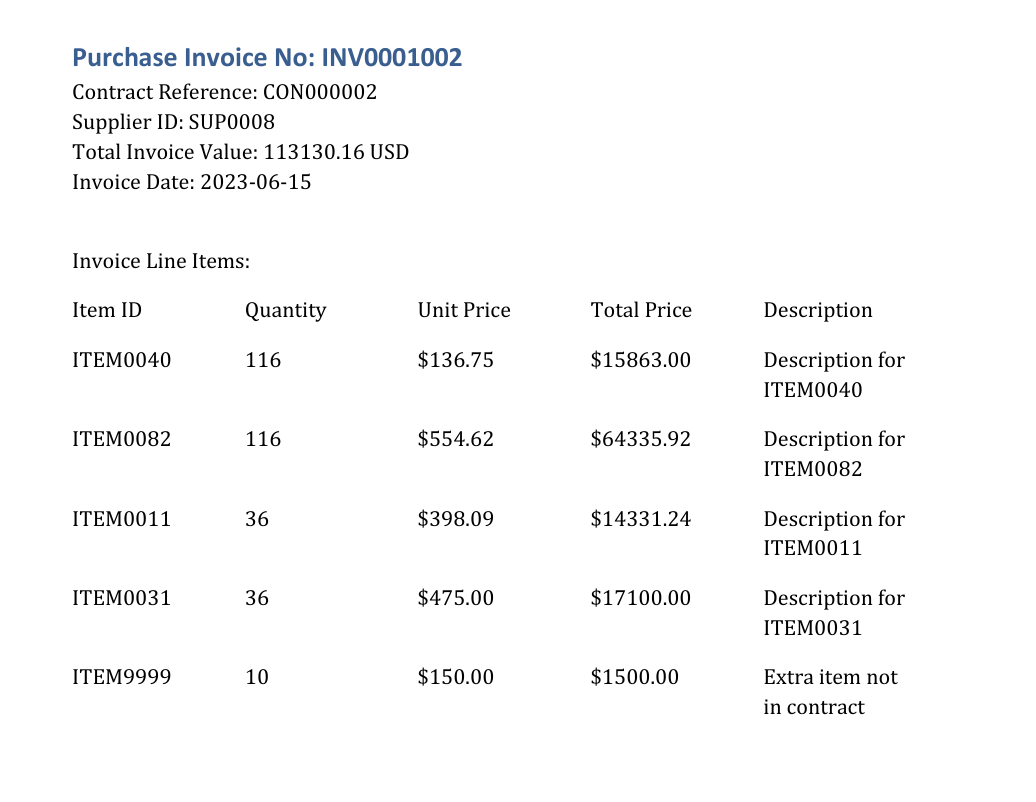 Purchase Invoice No: INV0001002
Contract Reference: CON000002
Supplier ID: SUP0008
Total Invoice Value: 113130.16 USD
Invoice Date: 2023-06-15
Invoice Line Items:
Item ID Quantity Unit Price Total Price Description
ITEM0040 116 $136.75 $15863.00 Description for
ITEM0040
ITEM0082 116 $554.62 $64335.92 Description for
ITEM0082
ITEM0011 36 $398.09 $14331.24 Description for
ITEM0011
ITEM0031 36 $475.00 $17100.00 Description for
ITEM0031
ITEM9999 10 $150.00 $1500.00 Extra item not
in contract